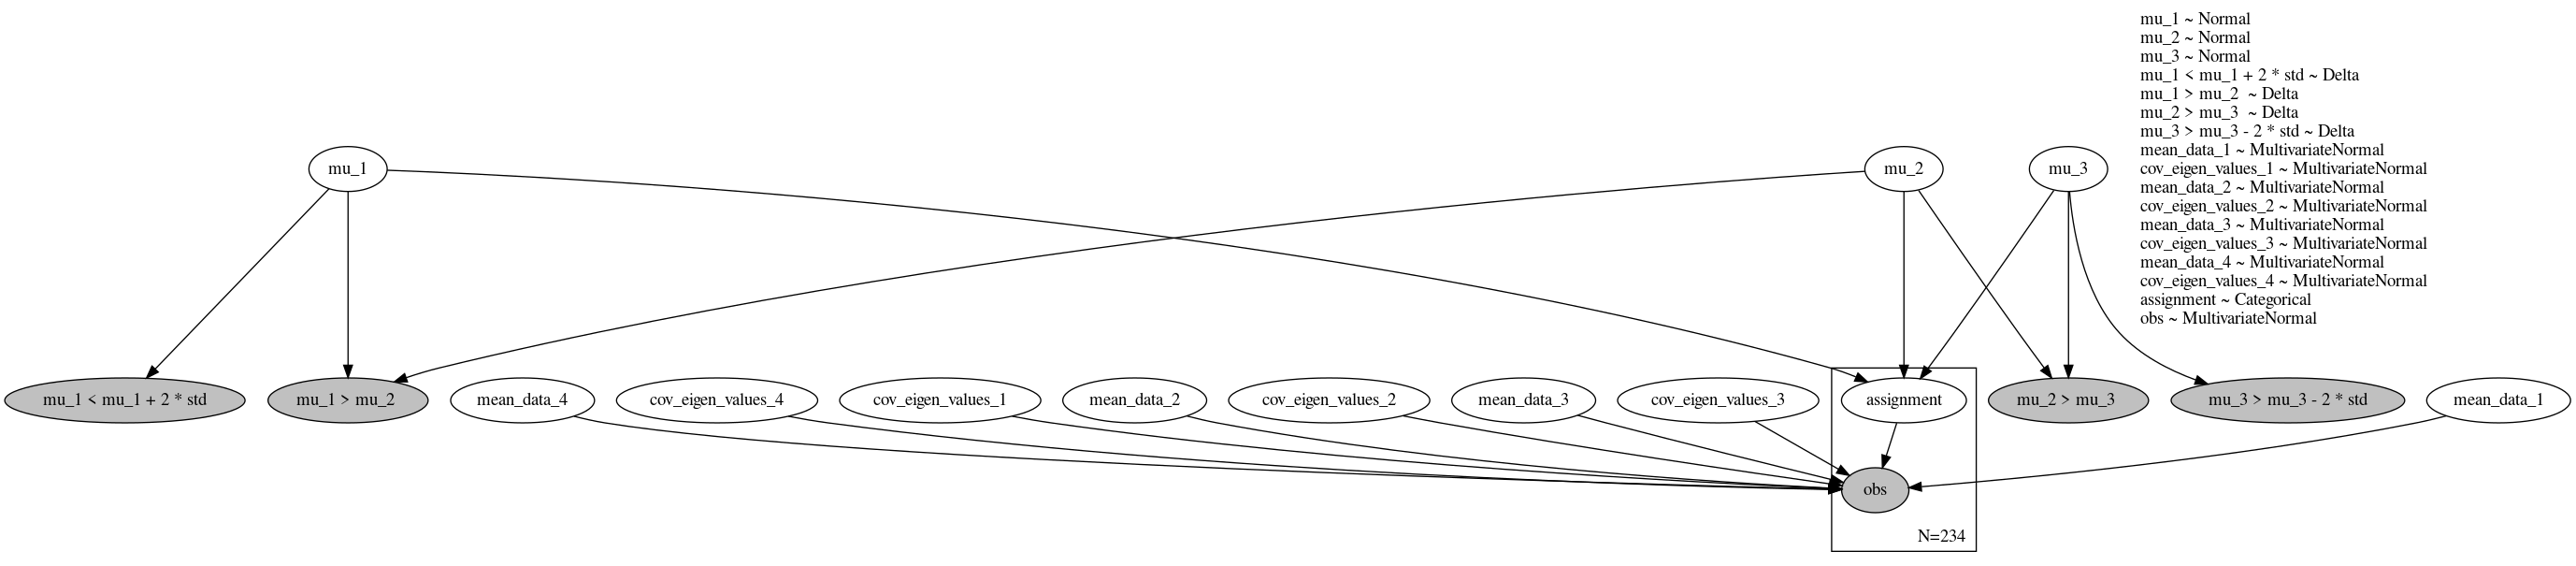 mu_1 ~ Normal
mu_2 ~ Normal
mu_3 ~ Normal
mu_1 < mu_1 + 2 * std ~ Delta
mu_1 > mu_2  ~ Delta
mu_2 > mu_3  ~ Delta
mu_3 > mu_3 - 2 * std ~ Delta
mean_data_1 ~ MultivariateNormal
cov_eigen_values_1 ~ MultivariateNormal
mean_data_2 ~ MultivariateNormal
cov_eigen_values_2 ~ MultivariateNormal
mean_data_3 ~ MultivariateNormal
cov_eigen_values_3 ~ MultivariateNormal
mean_data_4 ~ MultivariateNormal
cov_eigen_values_4 ~ MultivariateNormal
assignment ~ Categorical
obs ~ MultivariateNormal
mu_1
mu_2
mu_3
mu_1 < mu_1 + 2 * std
mu_1 > mu_2
mean_data_4
cov_eigen_values_4
cov_eigen_values_1
mean_data_2
cov_eigen_values_2
mean_data_3
cov_eigen_values_3
assignment
mu_2 > mu_3
mu_3 > mu_3 - 2 * std
mean_data_1
obs
N=234